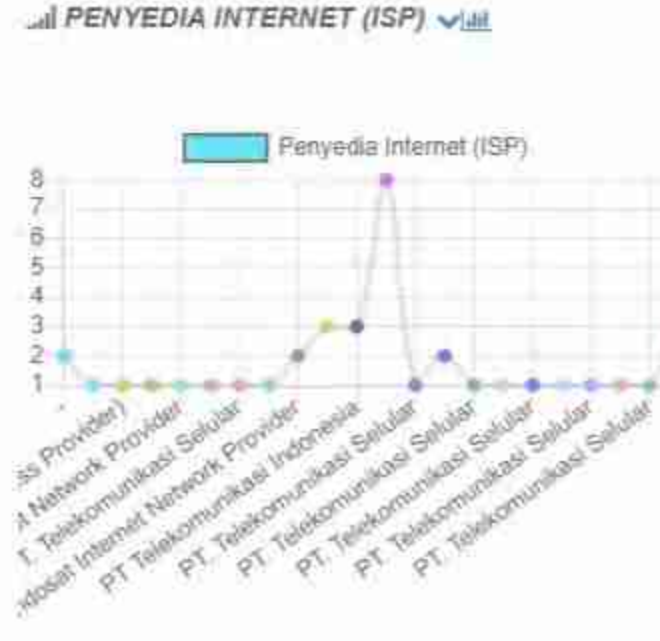 PENYEDIA INTERNET (ISP)
Penyedia Internet (ISP)
8
7
6
5
4
3
2
1
-
ss Provider)
t Network Provider
T. Telekomunikasi Selular
dosat Internet Network Provider
PT Telekomunikasi Indonesia
PT. Telekomunikasi Selular
PT. Telekomunikasi Selular
PT. Telekomunikasi Selular
PT. Telekomunikasi Selular
PT. Telekomunikasi Selular